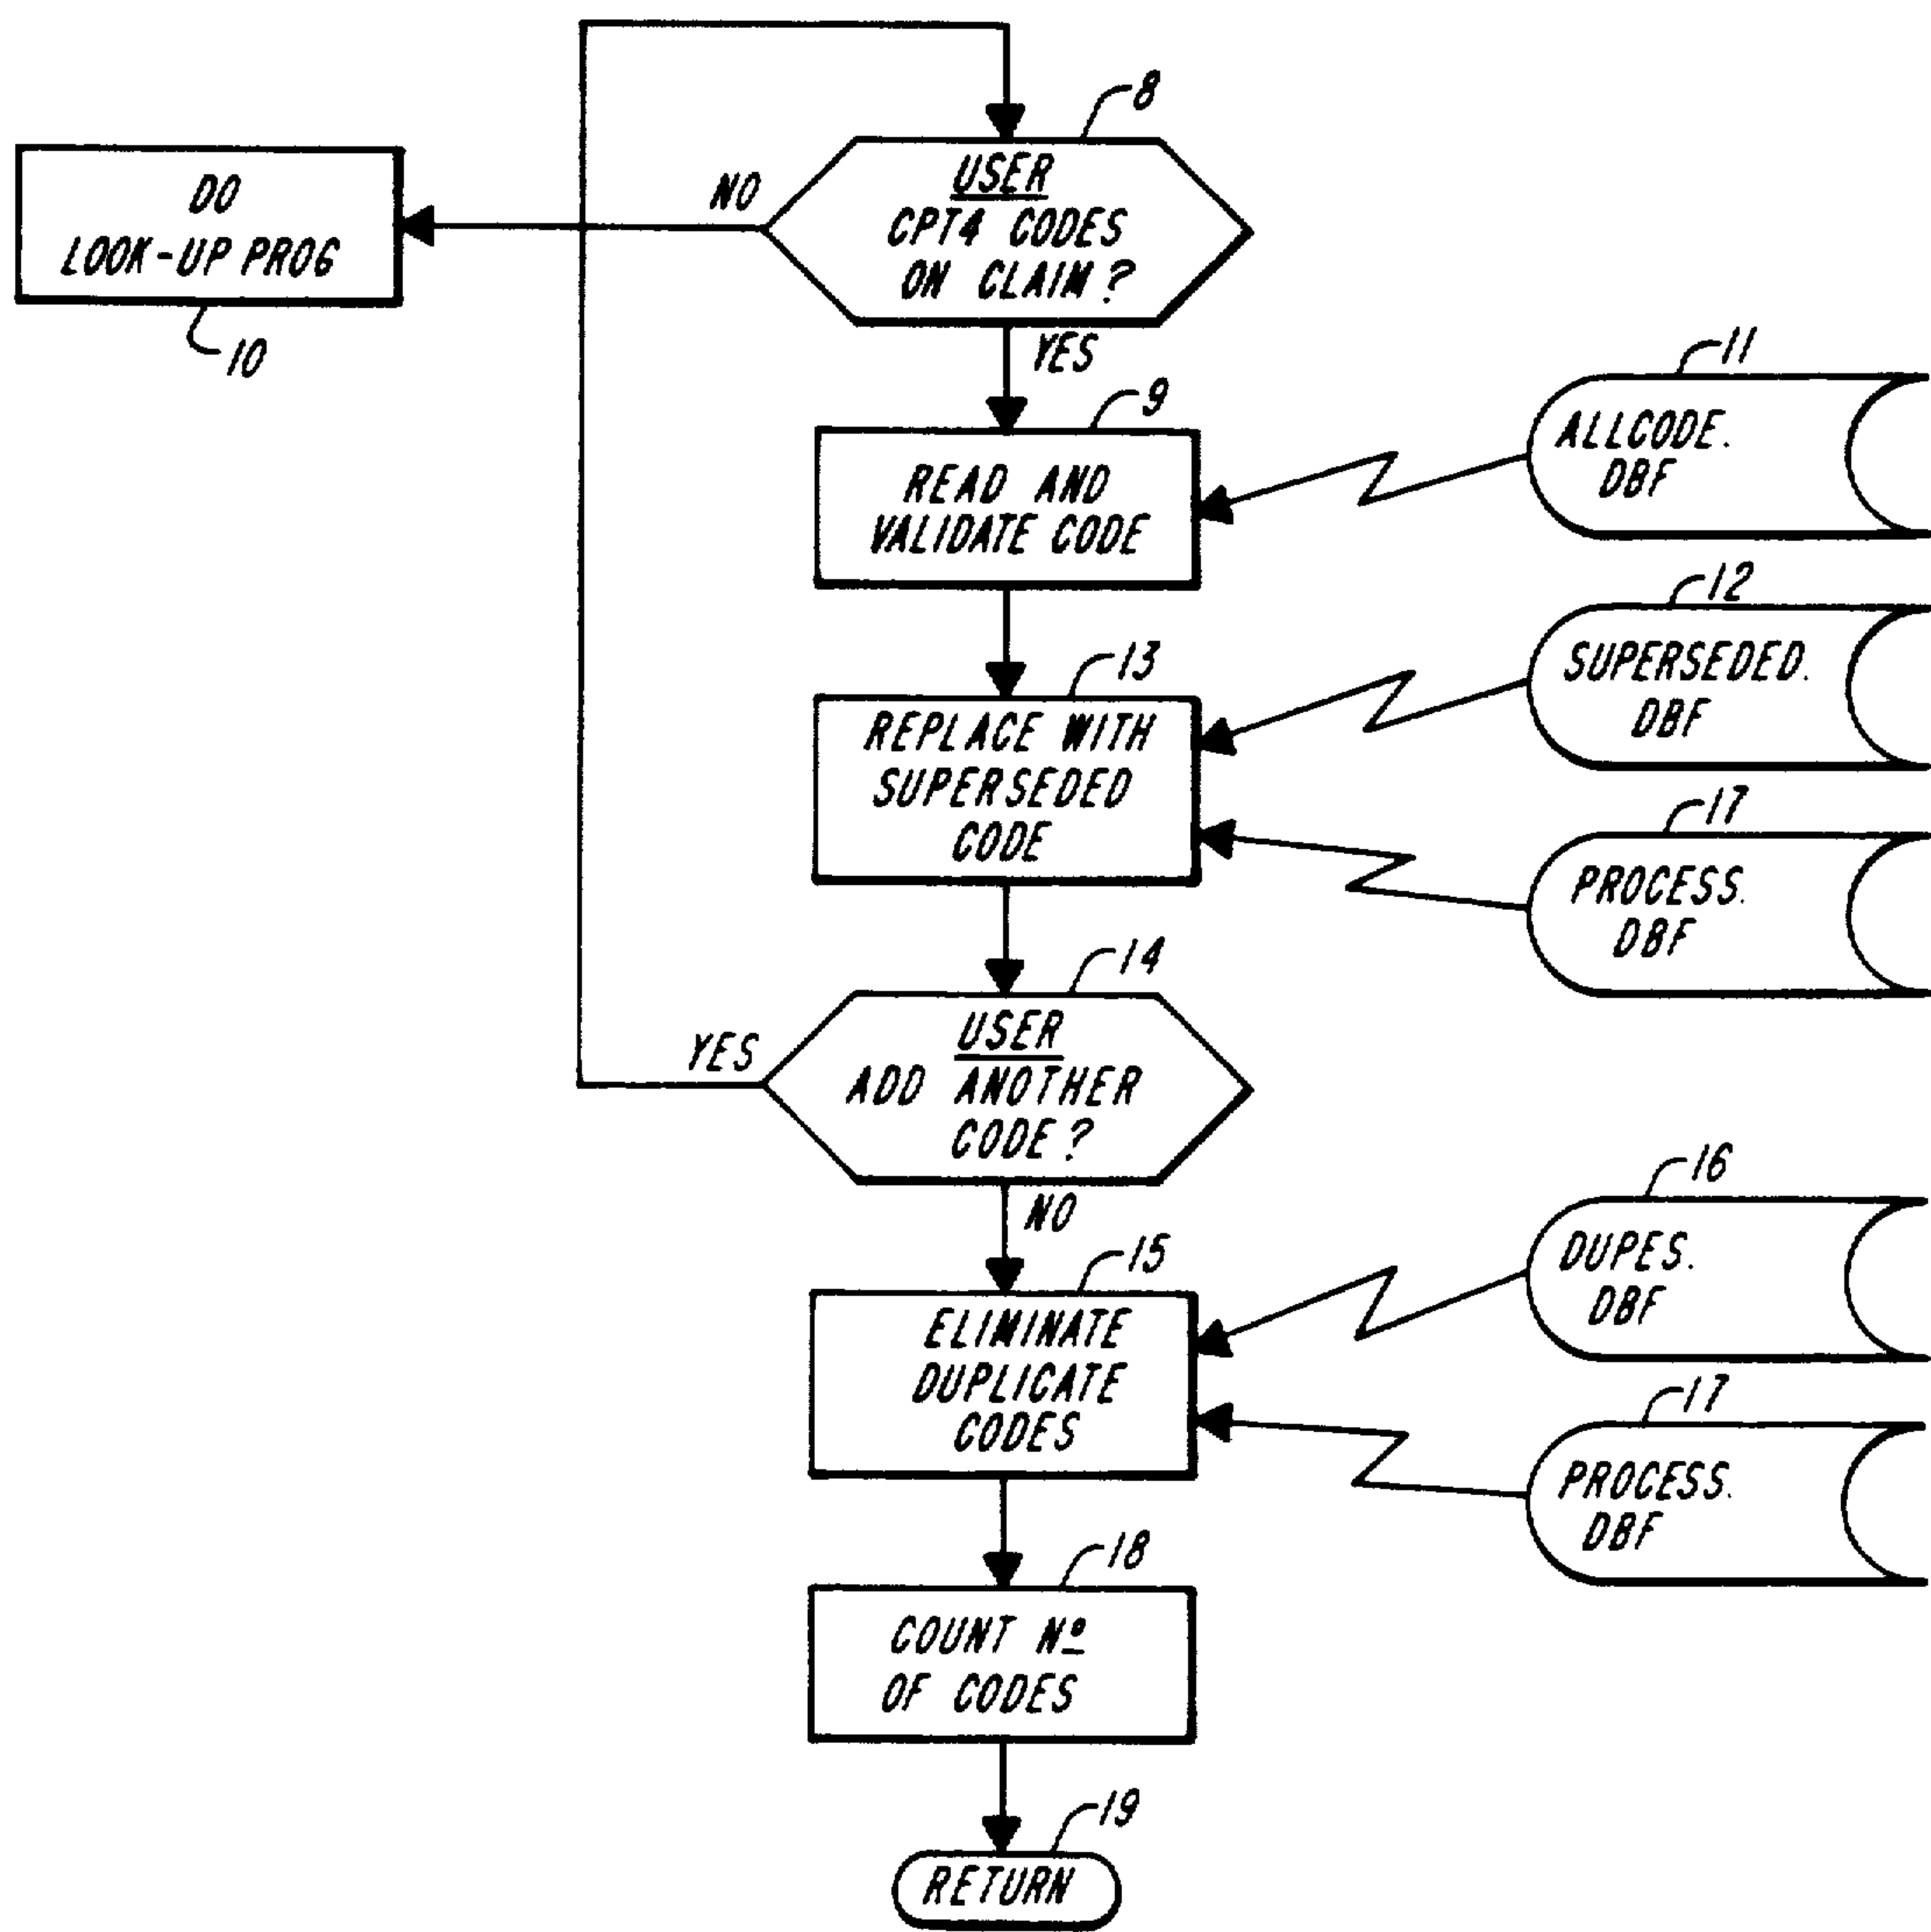 8
USER
CPT4 CODES
ON CLAIM?
NO
DO
LOOK-UP PROG
10
YES
9
READ AND
VALIDATE CODE
11
ALLCODE.
DBF
13
REPLACE WITH
SUPERSEDED
CODE
12
SUPERSEDED.
DBF
17
PROCESS.
DBF
14
USER
ADD ANOTHER
CODE?
YES
NO
15
ELIMINATE
DUPLICATE
CODES
16
DUPES.
DBF
17
PROCESS.
DBF
18
COUNT Nº
OF CODES
19
RETURN